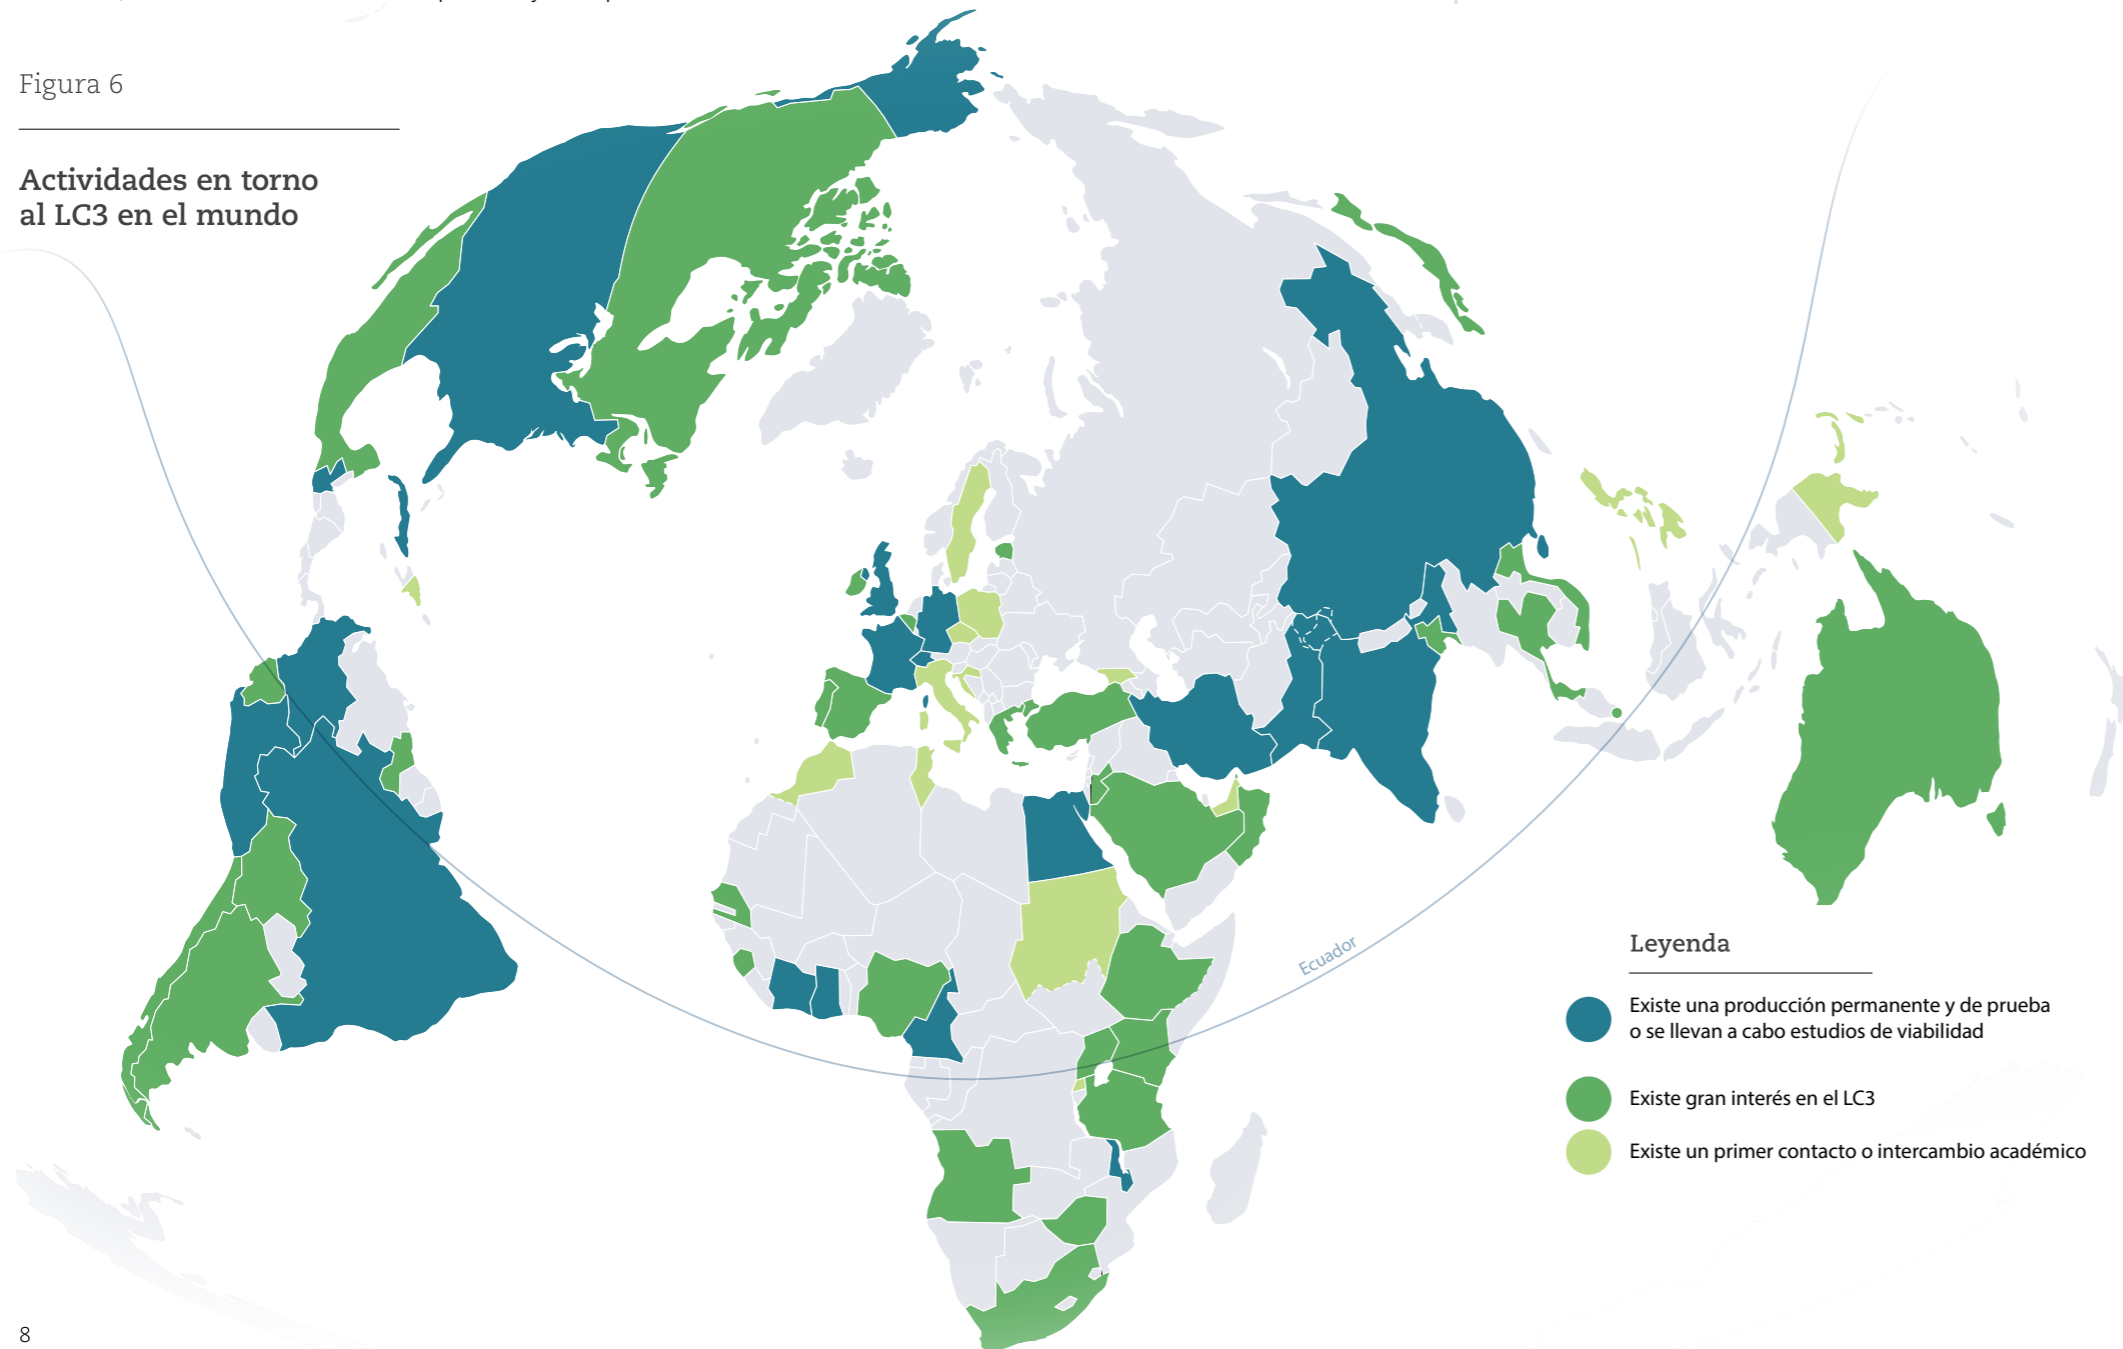 Figura 6
Actividades en torno
al LC3 en el mundo
Ecuador
Leyenda
Existe una producción permanente y de prueba
o se llevan a cabo estudios de viabilidad
Existe gran interés en el LC3
Existe un primer contacto o intercambio académico
8